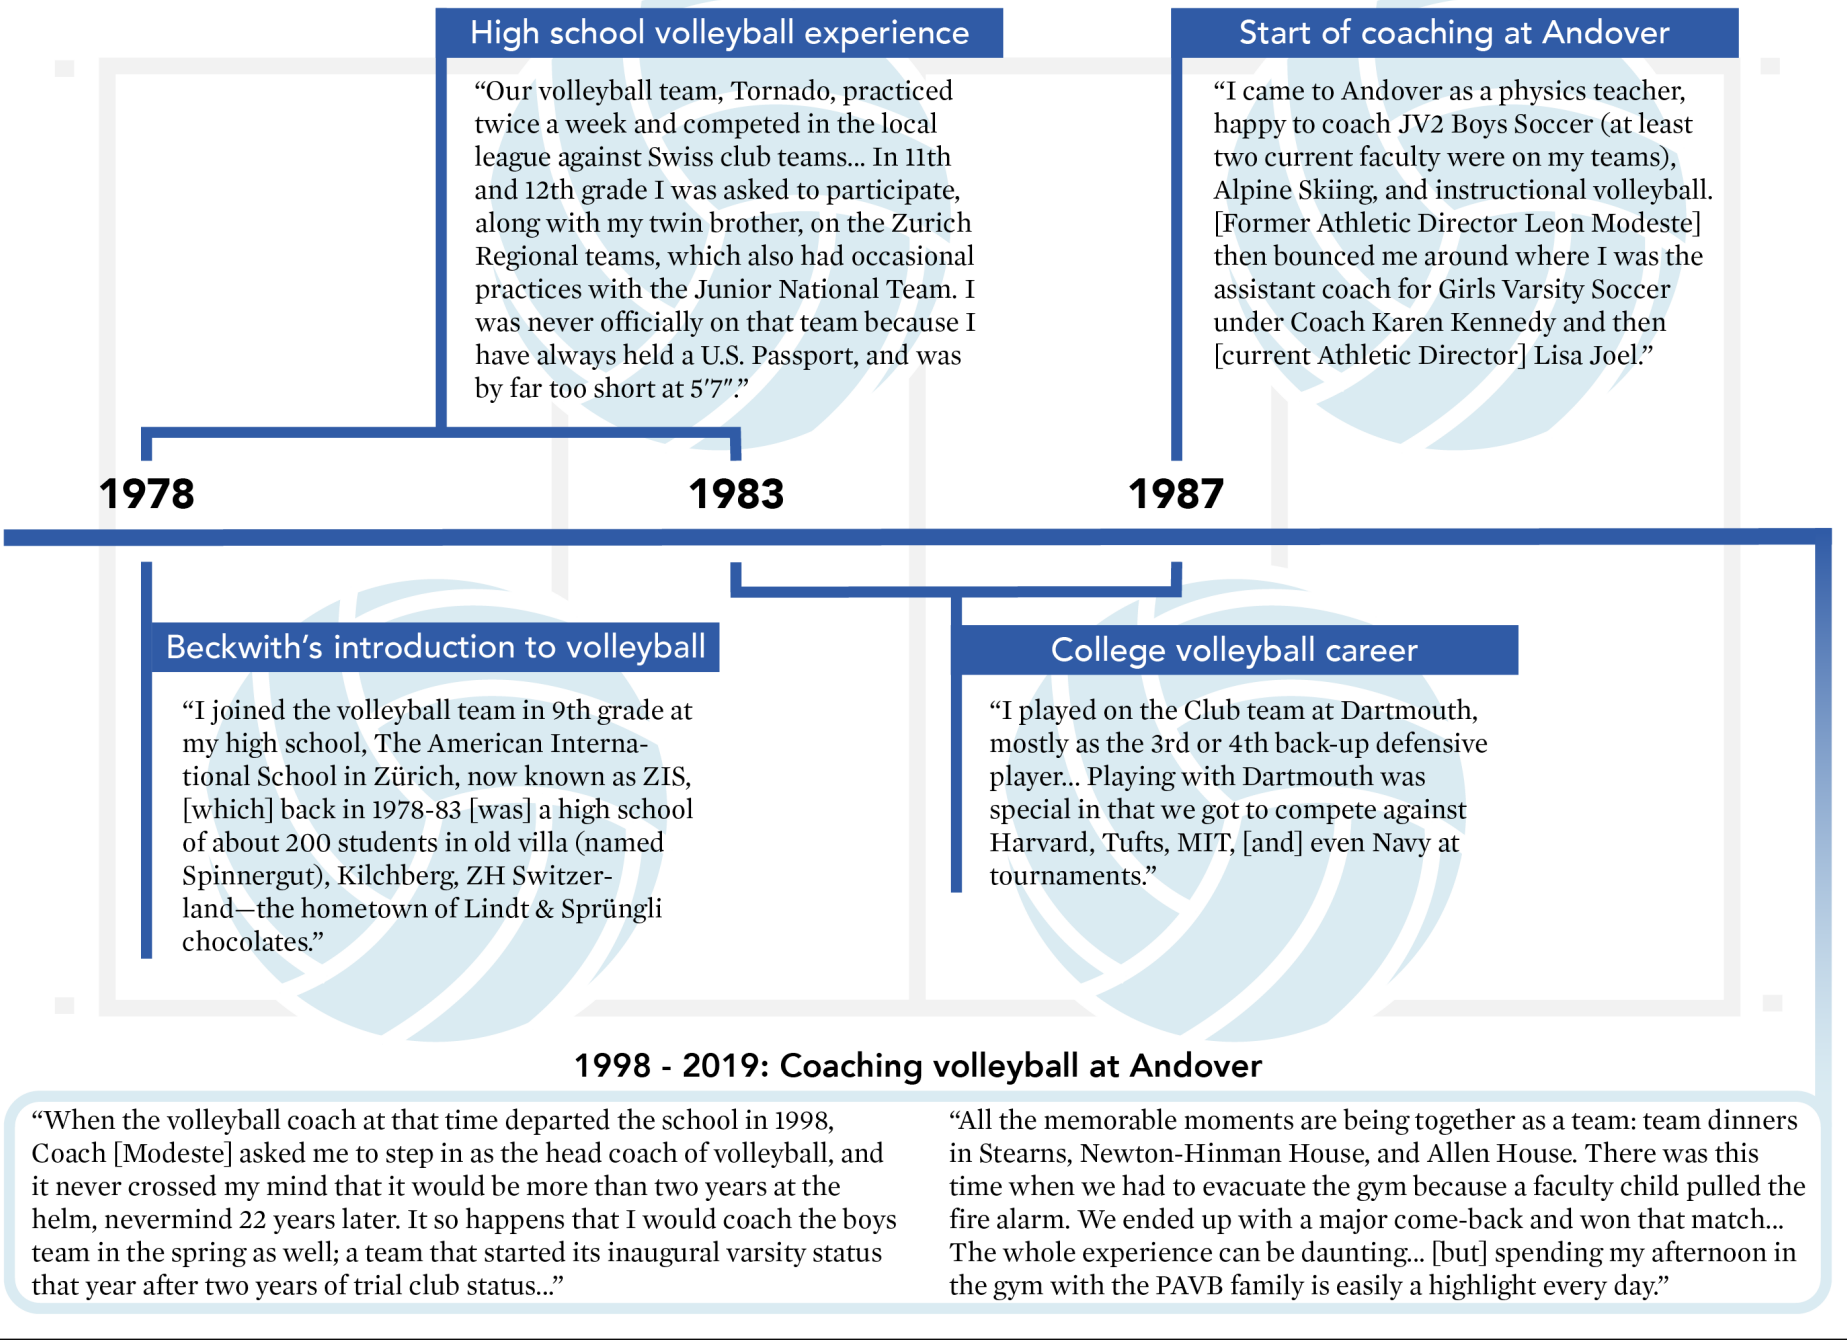 High school volleyball experience
“Our volleyball team, Tornado, practiced
twice a week and competed in the local
league against Swiss club teams... In 11th
and 12th grade I was asked to participate,
along with my twin brother, on the Zurich
Regional teams, which also had occasional
practices with the Junior National Team. I
was never officially on that team because I
have always held a U.S. Passport, and was
by far too short at 5′7″.”
Start of coaching at Andover
“I came to Andover as a physics teacher,
happy to coach JV2 Boys Soccer (at least
two current faculty were on my teams),
Alpine Skiing, and instructional volleyball.
[Former Athletic Director Leon Modeste]
then bounced me around where I was the
assistant coach for Girls Varsity Soccer
under Coach Karen Kennedy and then
[current Athletic Director] Lisa Joel.”
1978
1983
1987
Beckwith’s introduction to volleyball
“I joined the volleyball team in 9th grade at
my high school, The American Interna-
tional School in Zürich, now known as ZIS,
[which] back in 1978-83 [was] a high school
of about 200 students in old villa (named
Spinnergut), Kilchberg, ZH Switzer-
land—the hometown of Lindt & Sprüngli
chocolates.”
College volleyball career
“I played on the Club team at Dartmouth,
mostly as the 3rd or 4th back-up defensive
player... Playing with Dartmouth was
special in that we got to compete against
Harvard, Tufts, MIT, [and] even Navy at
tournaments.”
1998 - 2019: Coaching volleyball at Andover
“When the volleyball coach at that time departed the school in 1998,
Coach [Modeste] asked me to step in as the head coach of volleyball, and
it never crossed my mind that it would be more than two years at the
helm, nevermind 22 years later. It so happens that I would coach the boys
team in the spring as well; a team that started its inaugural varsity status
that year after two years of trial club status...”
“All the memorable moments are being together as a team: team dinners
in Stearns, Newton-Hinman House, and Allen House. There was this
time when we had to evacuate the gym because a faculty child pulled the
fire alarm. We ended up with a major come-back and won that match...
The whole experience can be daunting... [but] spending my afternoon in
the gym with the PAVB family is easily a highlight every day.”